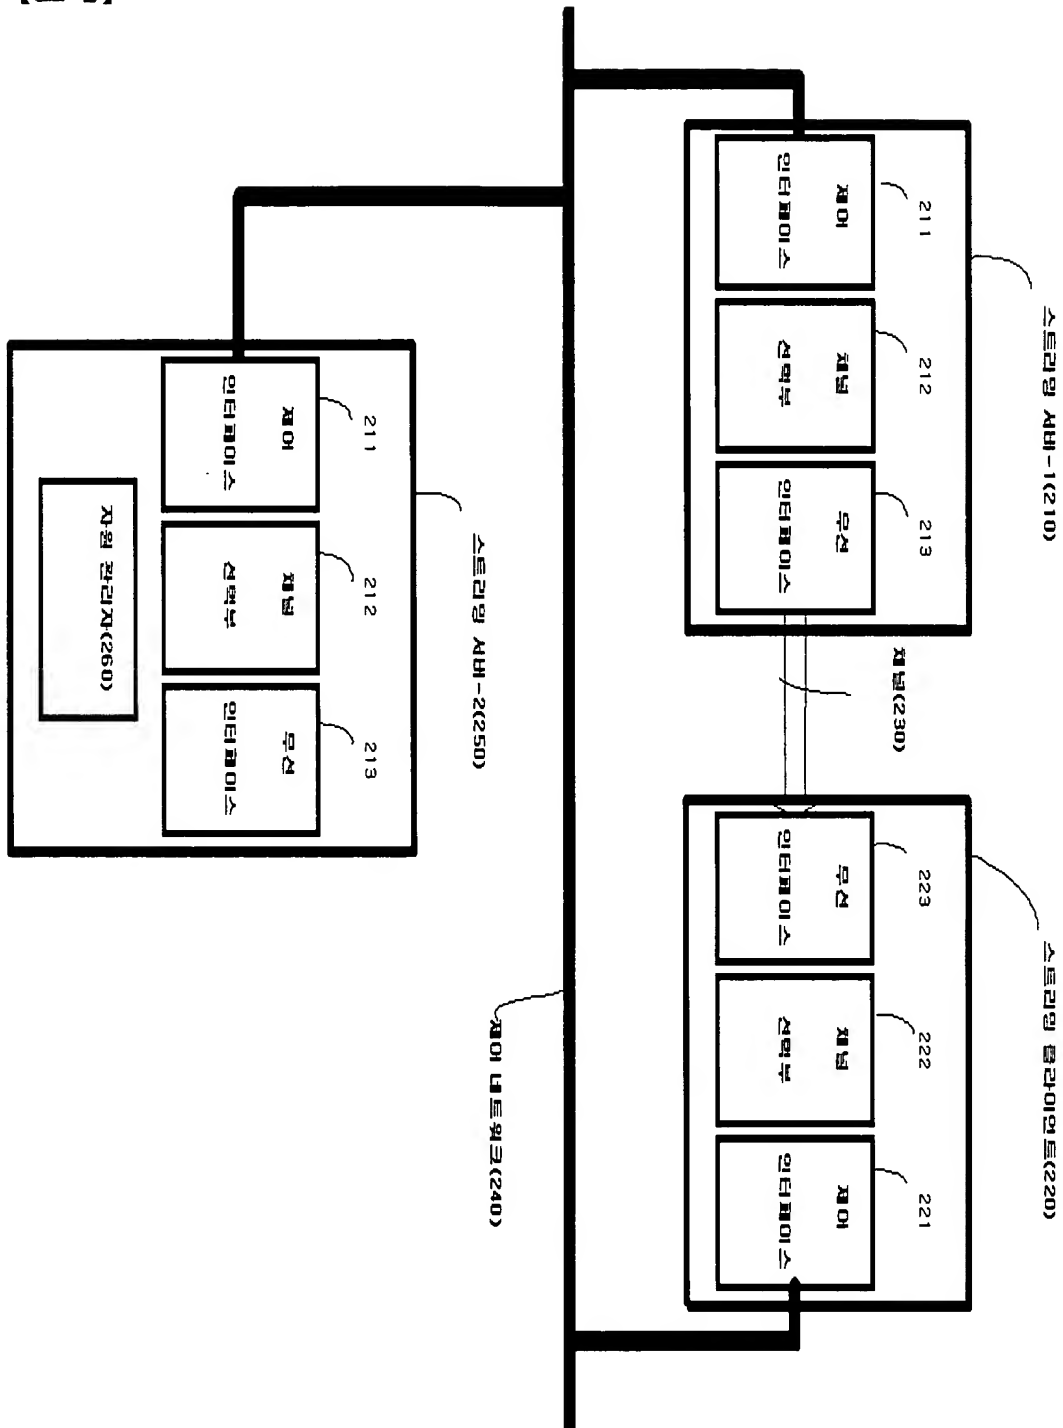 스트리밍 서버-1(210)
211
제어
인터페이스
212
채널
선택부
213
무선
인터페이스
채널(230)
스트리밍 클라이언트(220)
223
무선
인터페이스
222
채널
선택부
221
제어
인터페이스
제어 네트워크(240)
스트리밍 서버-2(250)
211
제어
인터페이스
212
채널
선택부
213
무선
인터페이스
자원 관리자(260)